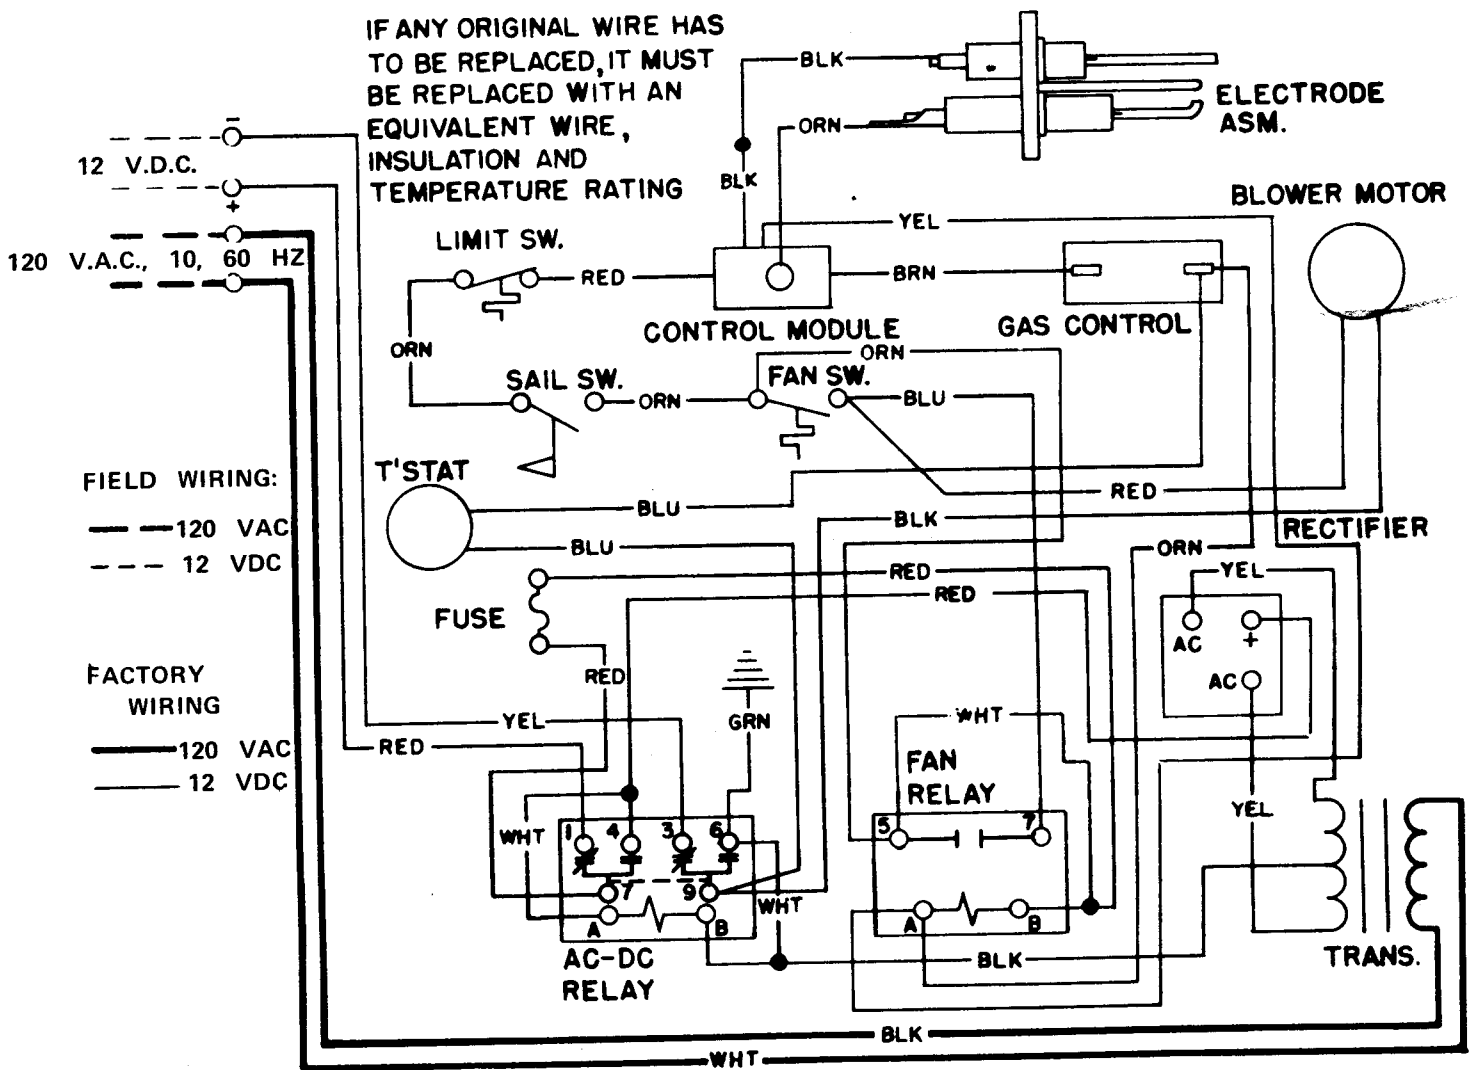 IF ANY ORIGINAL WIRE HAS
TO BE REPLACED, IT MUST
BE REPLACED WITH AN
EQUIVALENT WIRE,
INSULATION AND
TEMPERATURE RATING
BLK
ORN
BLK
ELECTRODE
ASM.
-
12 V.D.C.
+
120 V.A.C., 10, 60 HZ
LIMIT SW.
RED
YEL
BRN
BLOWER MOTOR
CONTROL MODULE
GAS CONTROL
ORN
ORN
SAIL SW.
ORN
FAN SW.
BLU
T'STAT
BLU
RED
BLK
BLU
RECTIFIER
ORN
FIELD WIRING:
120 VAC
12 VDC
FUSE
RED
RED
YEL
AC
+
AC
RED
FACTORY
WIRING
120 VAC
12 VDC
YEL
RED
GRN
WHT
FAN
RELAY
YEL
WHT
1 4 3 6
7 9
A B
WHT
5 7
A B
AC-DC
RELAY
BLK
TRANS.
BLK
WHT